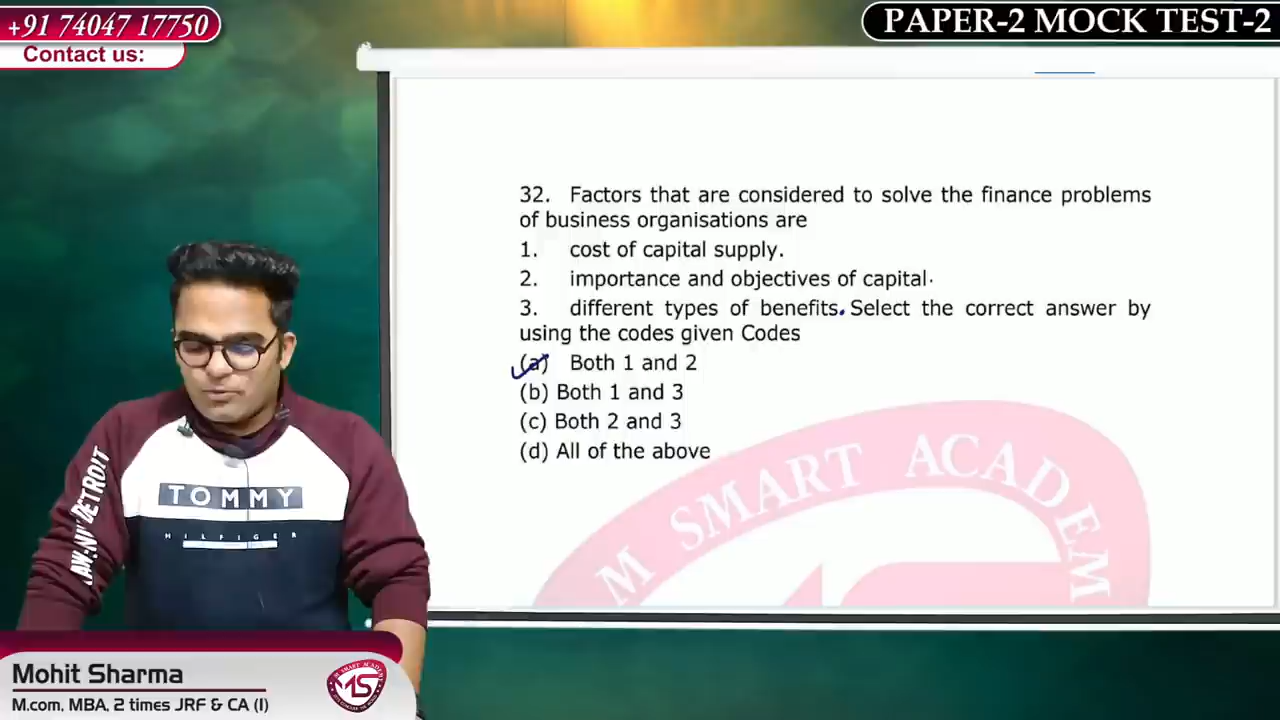 +91 74047 17750
Contact us:
PAPER-2 MOCK TEST-2
32. Factors that are considered to solve the finance problems
of business organisations are
1. cost of capital supply.
2. importance and objectives of capital.
3. different types of benefits. Select the correct answer by
using the codes given Codes
(a) Both 1 and 2
(b) Both 1 and 3
(c) Both 2 and 3
(d) All of the above
M SMART ACADEM
TOMMY
HILFIGER
DETROIT
Mohit Sharma
M.com, MBA, 2 times JRF & CA (I)
MS